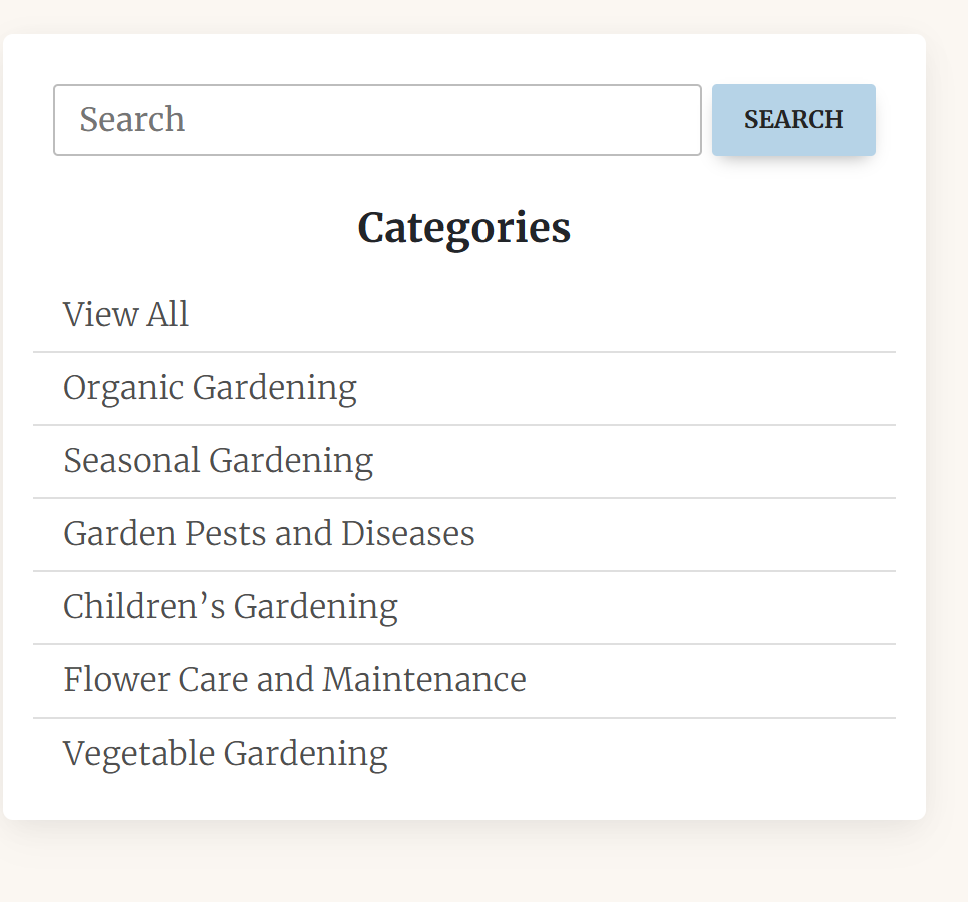 Search SEARCH
Categories
View All
Organic Gardening
Seasonal Gardening
Garden Pests and Diseases
Children’s Gardening
Flower Care and Maintenance
Vegetable Gardening